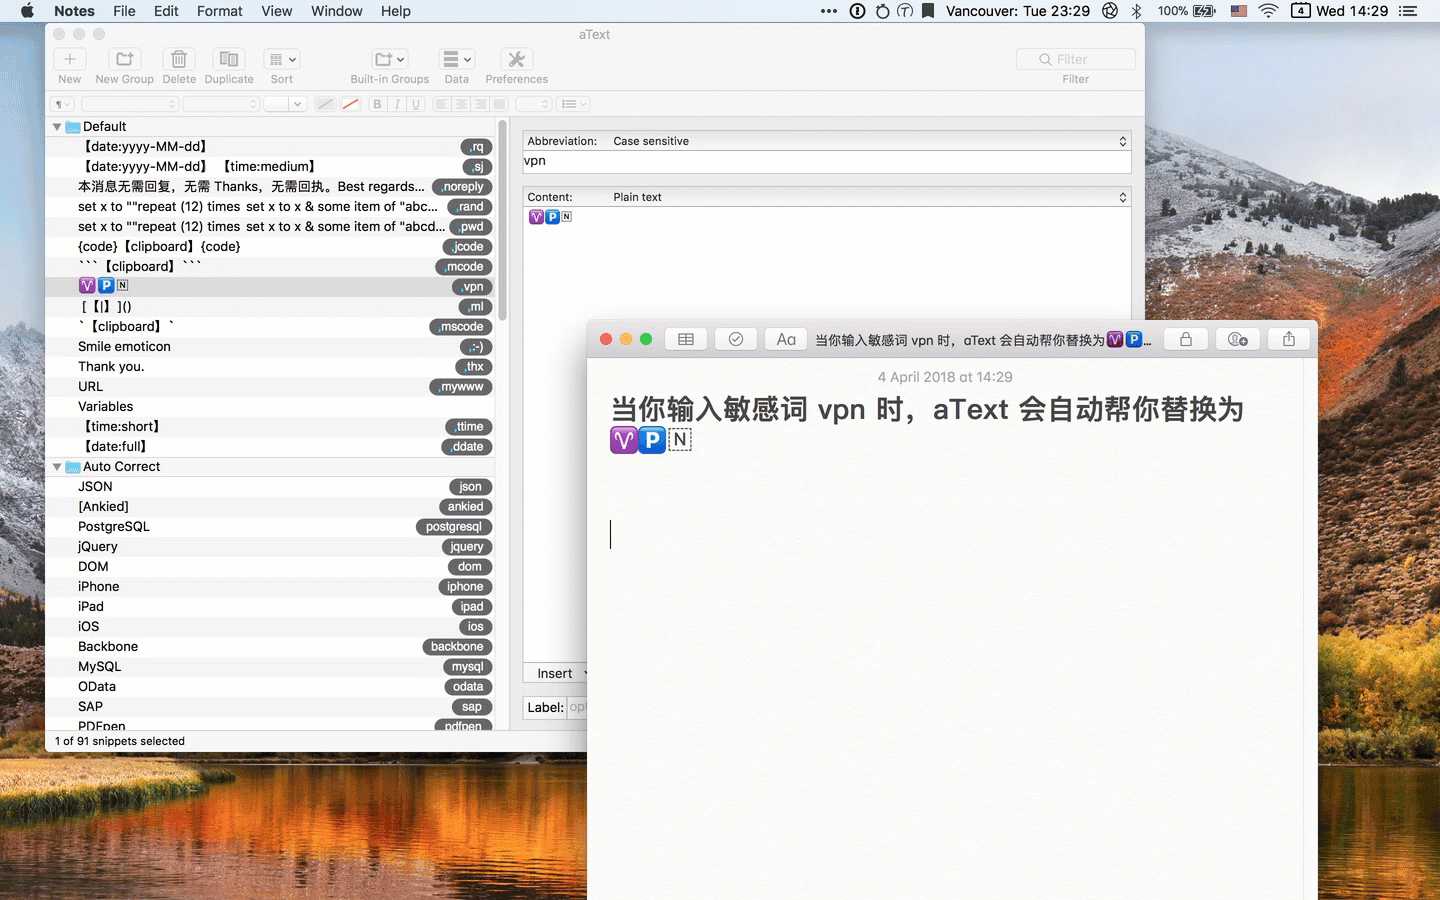 Notes File Edit Format View Window Help
Vancouver: Tue 23:29 100% 4 Wed 14:29
aText
New New Group Delete Duplicate Sort Built-in Groups Data Preferences Filter
Filter
B I U
Default
【date:yyyy-MM-dd】 ,rq
【date:yyyy-MM-dd】 【time:medium】 ,sj
本消息无需回复，无需 Thanks，无需回执。Best regards... ,noreply
set x to ""repeat (12) times set x to x & some item of "abc... ,rand
set x to ""repeat (12) times set x to x & some item of "abcd... ,pwd
{code}【clipboard】{code} ,jcode
```【clipboard】``` ,mcode
♈🅿🄽 ,vpn
[【|】]() ,ml
`【clipboard】` ,mscode
Smile emoticon ,:-)
Thank you. ,thx
URL ,mywww
Variables
【time:short】 ,ttime
【date:full】 ,ddate
Auto Correct
JSON json
[Ankied] ankied
PostgreSQL postgresql
jQuery jquery
DOM dom
iPhone iphone
iPad ipad
iOS ios
Backbone backbone
MySQL mysql
OData odata
SAP sap
PDFpen pdfpen
1 of 91 snippets selected
Abbreviation: Case sensitive
vpn
Content: Plain text
♈🅿🄽
Insert
Label:
Aa 当你输入敏感词 vpn 时，aText 会自动帮你替换为♈🅿...
4 April 2018 at 14:29
当你输入敏感词 vpn 时，aText 会自动帮你替换为
♈🅿🄽